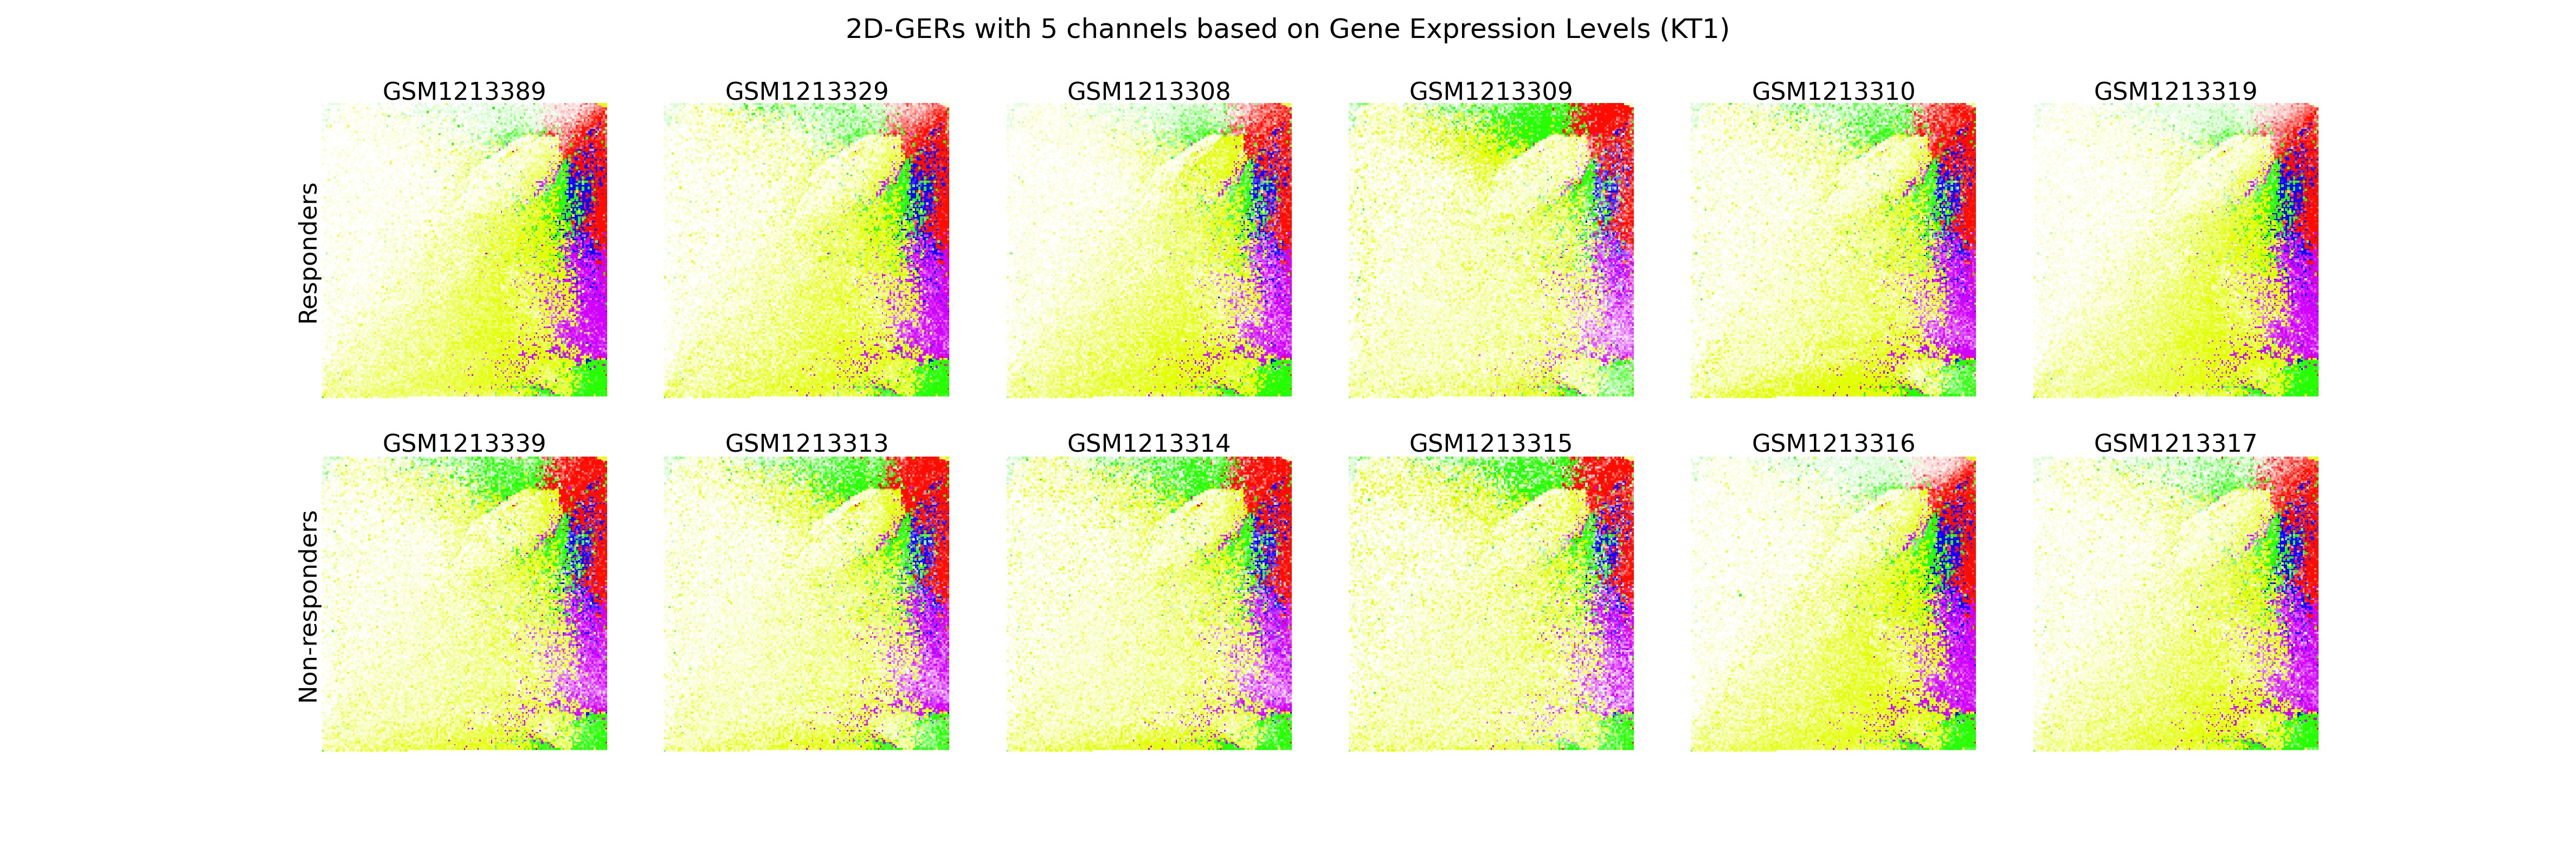 2D-GERs with 5 channels based on Gene Expression Levels (KT1)
GSM1213389 GSM1213329 GSM1213308 GSM1213309 GSM1213310 GSM1213319
Responders
GSM1213339 GSM1213313 GSM1213314 GSM1213315 GSM1213316 GSM1213317
Non-responders